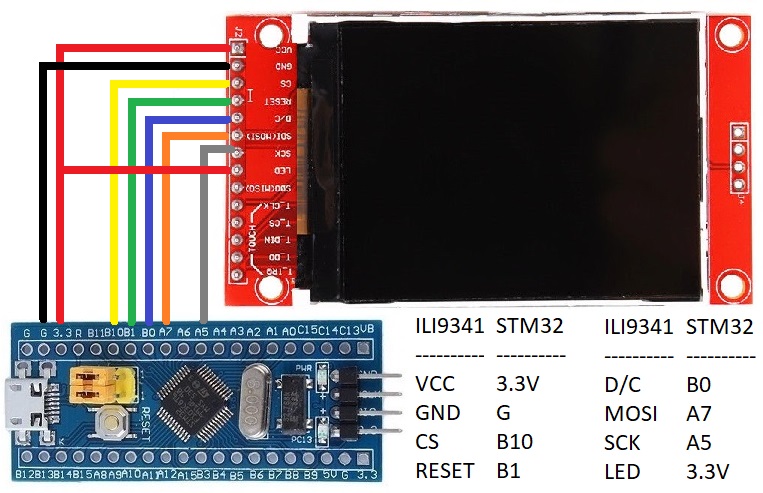 J2
VCC
GND
CS
RESET
D/C
SDI(MOSI)
SCK
LED
SDO(MISO)
T_CLK
T_CS
T_DIN
T_DO
T_IRQ
TOUCH
J4
G G 3.3 R B11 B10 B1 B0 A7 A6 A5 A4 A3 A2 A1 A0 C15 C14 C13 VB
PWR
RESET
PC13
B12 B13 B14 B15 A8 A9 A10 A11 A12 A15 B3 B4 B5 B6 B7 B8 B9 5V G 3.3
ILI9341 STM32 ILI9341 STM32
---------- ---------- ---------- ----------
VCC 3.3V D/C B0
GND G MOSI A7
CS B10 SCK A5
RESET B1 LED 3.3V